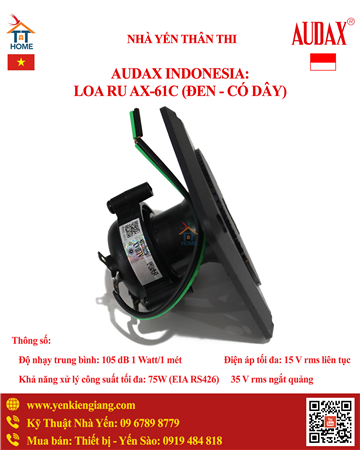 TT
HOME
NHÀ YẾN THÂN THI
AUDAX®
AUDAX INDONESIA:
LOA RU AX-61C (ĐEN - CÓ DÂY)
Thông số:
Độ nhạy trung bình: 105 dB 1 Watt/1 mét
Điện áp tối đa: 15 V rms liên tục
Khả năng xử lý công suất tối đa: 75W (EIA RS426)
35 V rms ngắt quảng
www.yenkiengiang.com
Kỹ Thuật Nhà Yến: 09 6789 8779
Mua bán: Thiết bị - Yến Sào: 0919 484 818